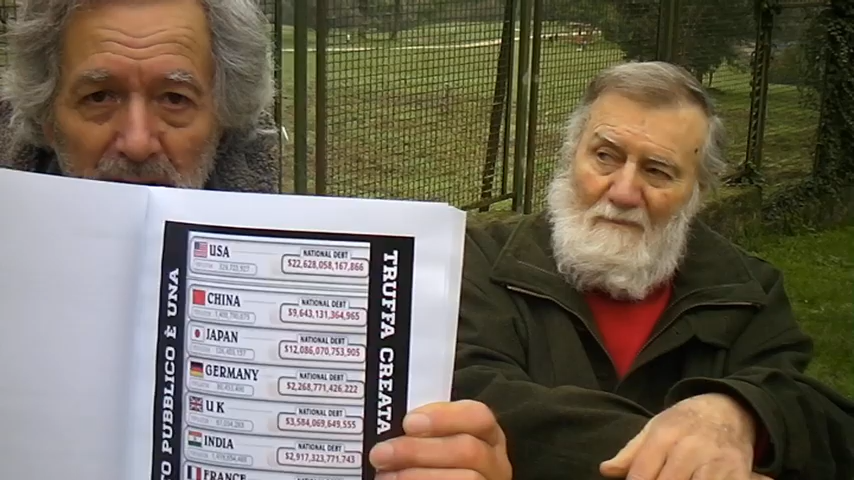 TO PUBBLICO È UNA
TRUFFA CREATA
USA
NATIONAL DEBT
$22,628,058,167,866
CHINA
NATIONAL DEBT
$9,643,131,364,965
JAPAN
NATIONAL DEBT
$12,086,070,753,905
GERMANY
NATIONAL DEBT
$2,268,771,426,222
UK
NATIONAL DEBT
$3,584,069,649,555
INDIA
NATIONAL DEBT
$2,917,323,771,743
FRANCE